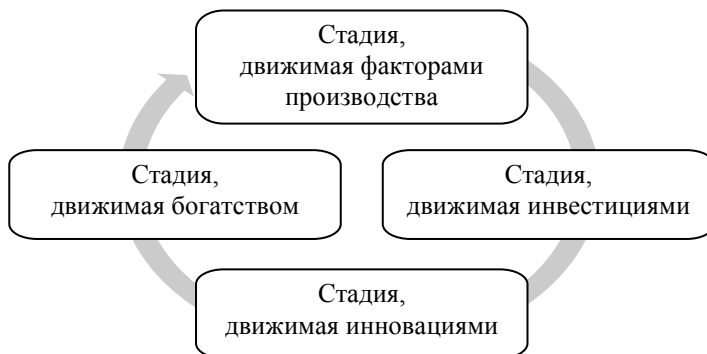 Стадия,
движимая факторами
производства
Стадия,
движимая богатством
Стадия,
движимая инвестициями
Стадия,
движимая инновациями